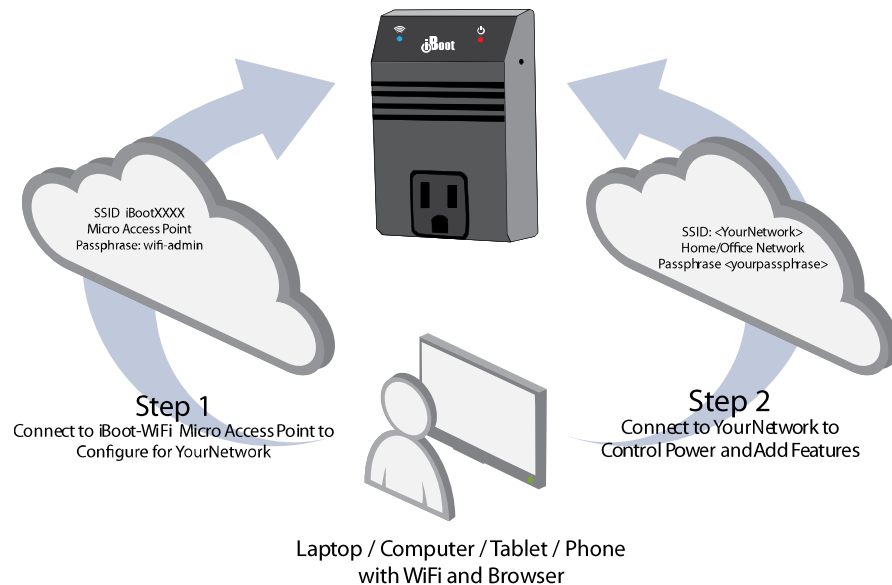 iBoot
SSID iBootXXXX
Micro Access Point
Passphrase: wifi-admin
SSID: <YourNetwork>
Home/Office Network
Passphrase <yourpassphrase>
Step 1
Connect to iBoot-WiFi Micro Access Point to
Configure for YourNetwork
Step 2
Connect to YourNetwork to
Control Power and Add Features
Laptop / Computer / Tablet / Phone
with WiFi and Browser